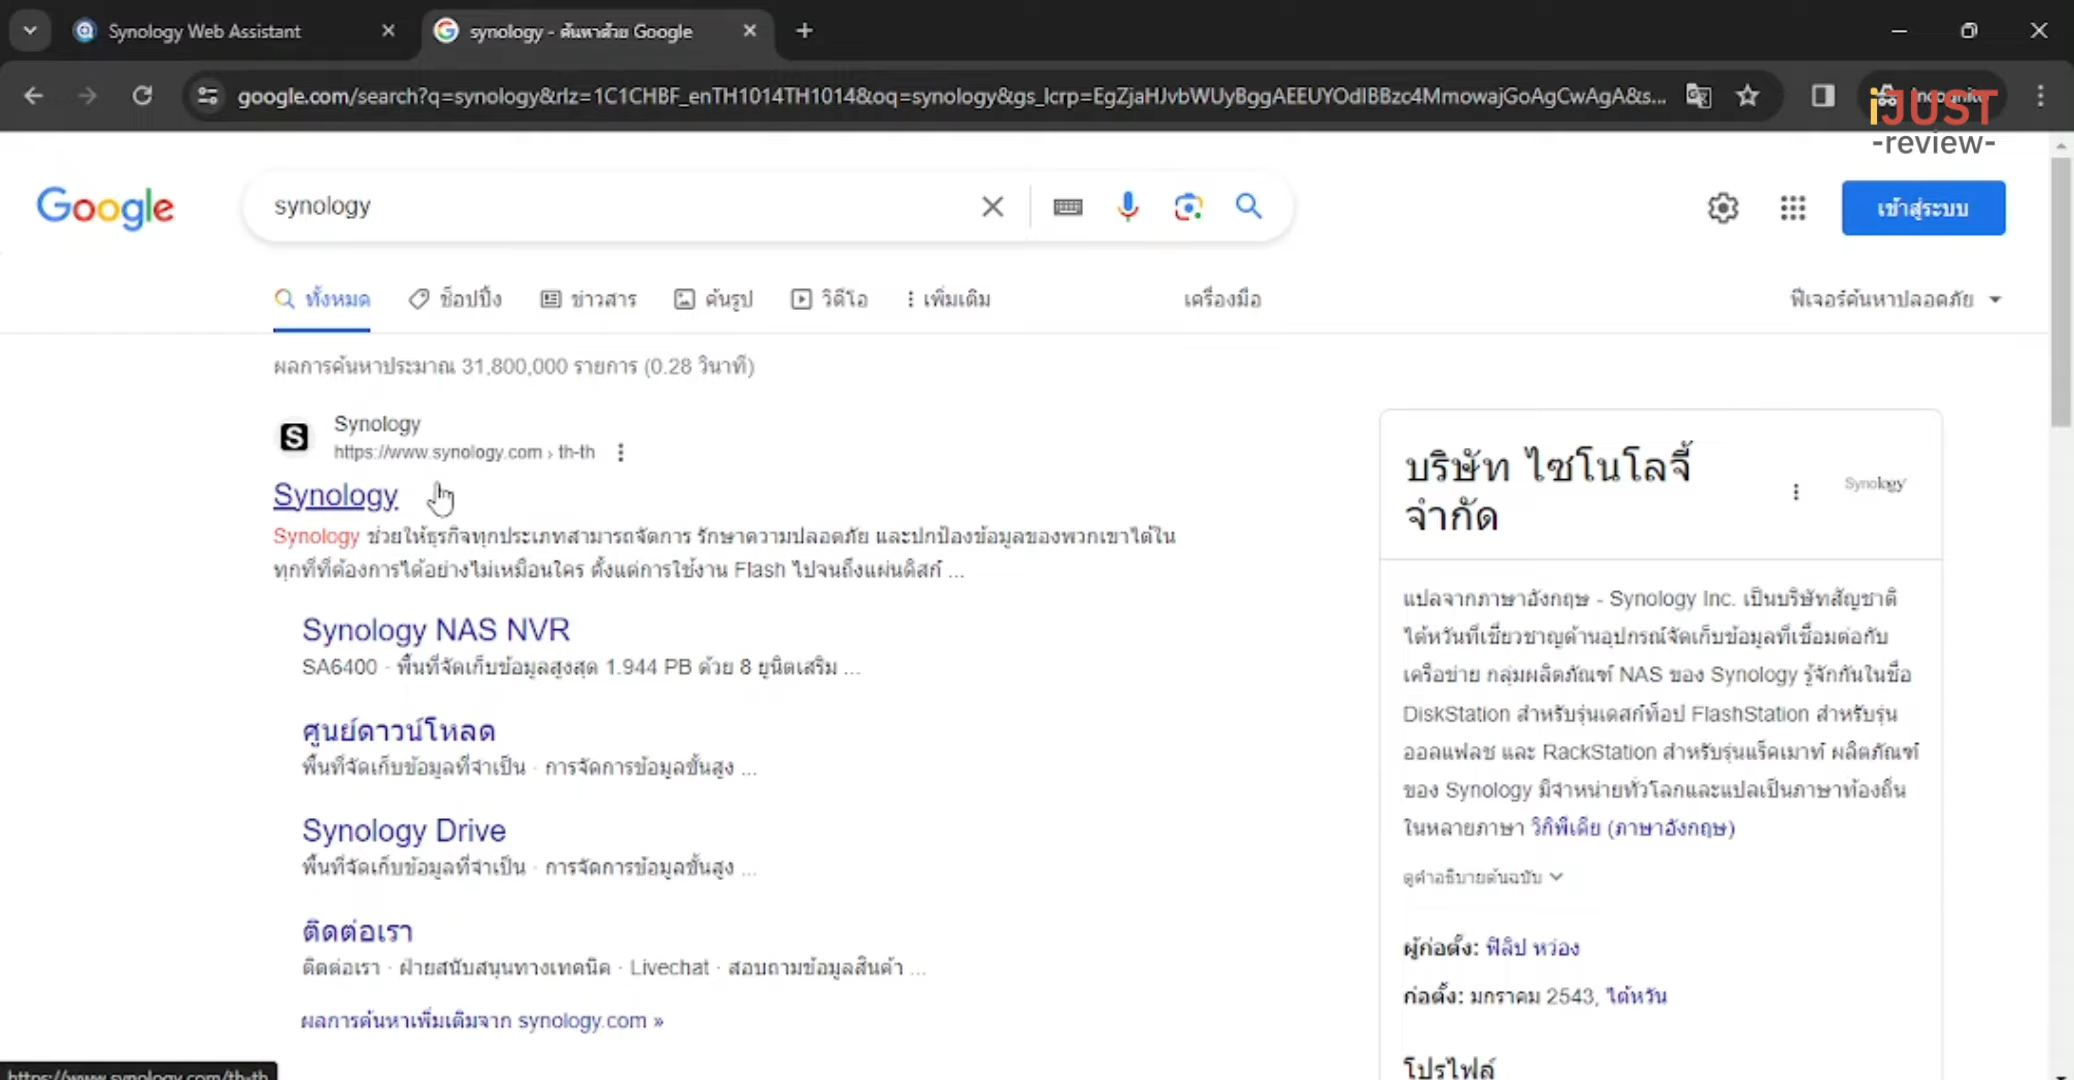 Synology Web Assistant
synology - ค้นหาด้วย Google
google.com/search?q=synology&rlz=1C1CHBF_enTH1014TH1014&oq=synology&gs_lcrp=EgZjaHJvbWUyBggAEEUYOdIBBzc4MmowajGoAgCwAgA&s...
iJUST
-review-
Google
synology
เข้าสู่ระบบ
ทั้งหมด
ช็อปปิ้ง
ข่าวสาร
ค้นรูป
วิดีโอ
เพิ่มเติม
เครื่องมือ
ฟีเจอร์ค้นหาปลอดภัย
ผลการค้นหาประมาณ 31,800,000 รายการ (0.28 วินาที)
Synology
https://www.synology.com › th-th
Synology
Synology ช่วยให้ธุรกิจทุกประเภทสามารถจัดการ รักษาความปลอดภัย และปกป้องข้อมูลของพวกเขาได้ใน
ทุกที่ที่ต้องการได้อย่างไม่เหมือนใคร ตั้งแต่การใช้งาน Flash ไปจนถึงแผ่นดิสก์ ...
Synology NAS NVR
SA6400 · พื้นที่จัดเก็บข้อมูลสูงสุด 1.944 PB ด้วย 8 ยูนิตเสริม ...
ศูนย์ดาวน์โหลด
พื้นที่จัดเก็บข้อมูลที่จำเป็น · การจัดการข้อมูลขั้นสูง ...
Synology Drive
พื้นที่จัดเก็บข้อมูลที่จำเป็น · การจัดการข้อมูลขั้นสูง ...
ติดต่อเรา
ติดต่อเรา · ฝ่ายสนับสนุนทางเทคนิค · Livechat · สอบถามข้อมูลสินค้า ...
ผลการค้นหาเพิ่มเติมจาก synology.com »
บริษัท ไซโนโลจี้
จำกัด
Synology
แปลจากภาษาอังกฤษ - Synology Inc. เป็นบริษัทสัญชาติ
ไต้หวันที่เชี่ยวชาญด้านอุปกรณ์จัดเก็บข้อมูลที่เชื่อมต่อกับ
เครือข่าย กลุ่มผลิตภัณฑ์ NAS ของ Synology รู้จักกันในชื่อ
DiskStation สำหรับรุ่นเดสก์ท็อป FlashStation สำหรับรุ่น
ออลแฟลช และ RackStation สำหรับรุ่นแร็คเมาท์ ผลิตภัณฑ์
ของ Synology มีจำหน่ายทั่วโลกและแปลเป็นภาษาท้องถิ่น
ในหลายภาษา วิกิพีเดีย (ภาษาอังกฤษ)
ดูคำอธิบายต้นฉบับ
ผู้ก่อตั้ง: ฟิลิป หว่อง
ก่อตั้ง: มกราคม 2543, ไต้หวัน
โปรไฟล์
https://www.synology.com/th-th